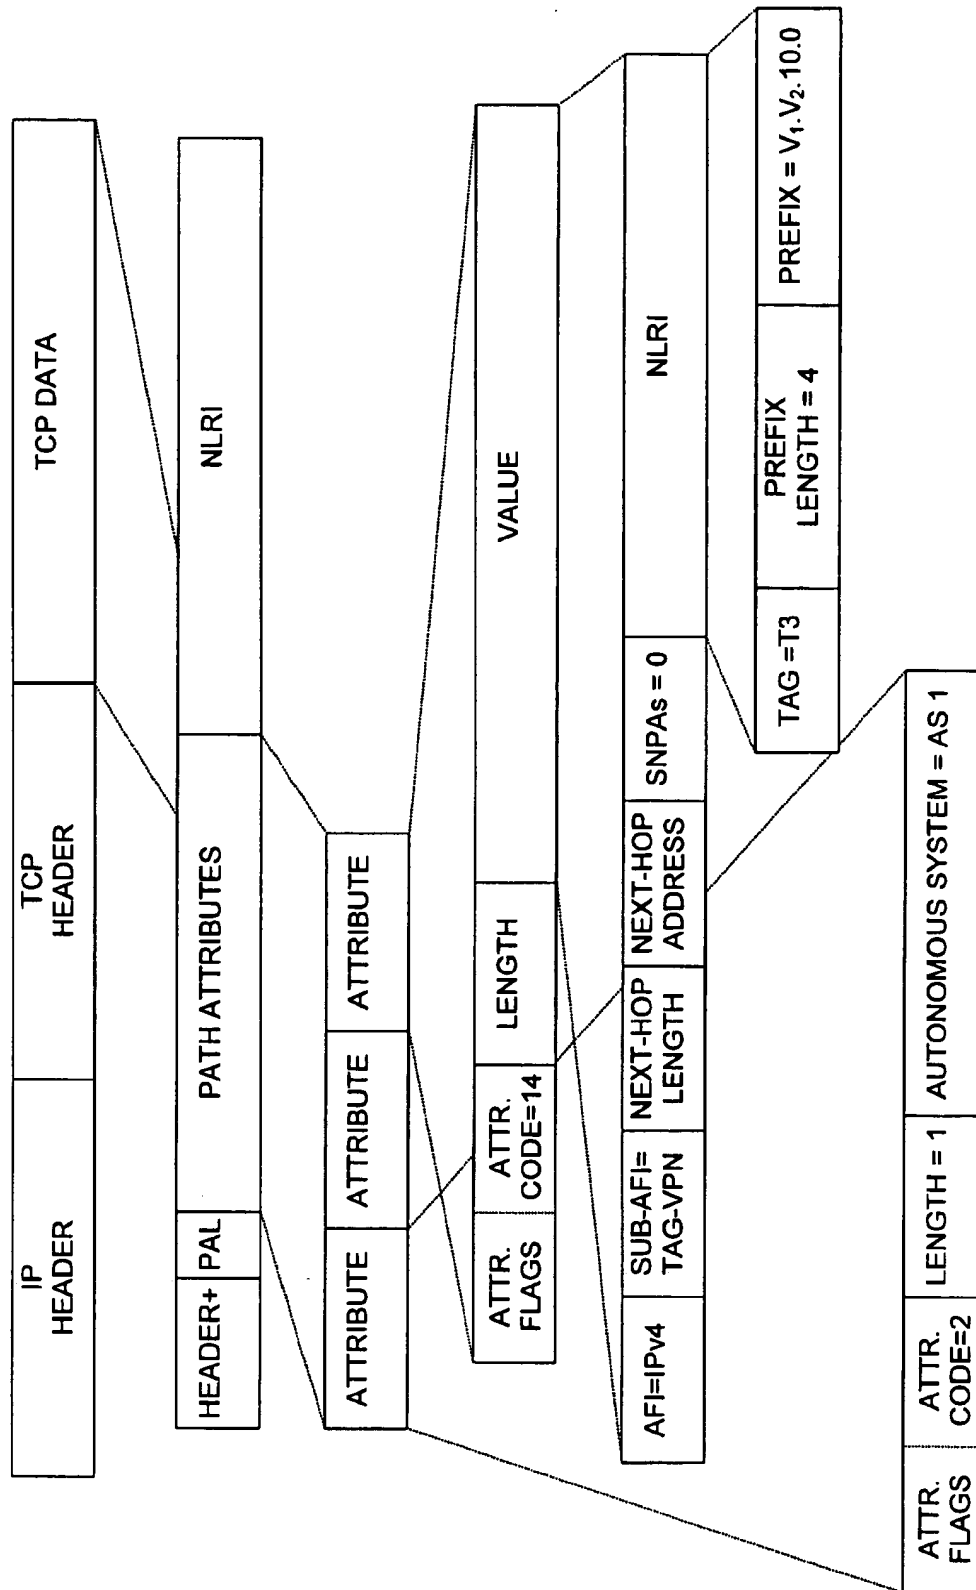 IP
HEADER
TCP
HEADER
TCP DATA
HEADER+
PAL
PATH ATTRIBUTES
NLRI
ATTRIBUTE
ATTRIBUTE
ATTRIBUTE
ATTR.
FLAGS
ATTR.
CODE=14
LENGTH
VALUE
AFI=IPv4
SUB-AFI=
TAG-VPN
NEXT-HOP
LENGTH
NEXT-HOP
ADDRESS
SNPAs = 0
NLRI
TAG =T3
PREFIX
LENGTH = 4
PREFIX = V₁.V₂.10.0
ATTR.
FLAGS
ATTR.
CODE=2
LENGTH = 1
AUTONOMOUS SYSTEM = AS 1